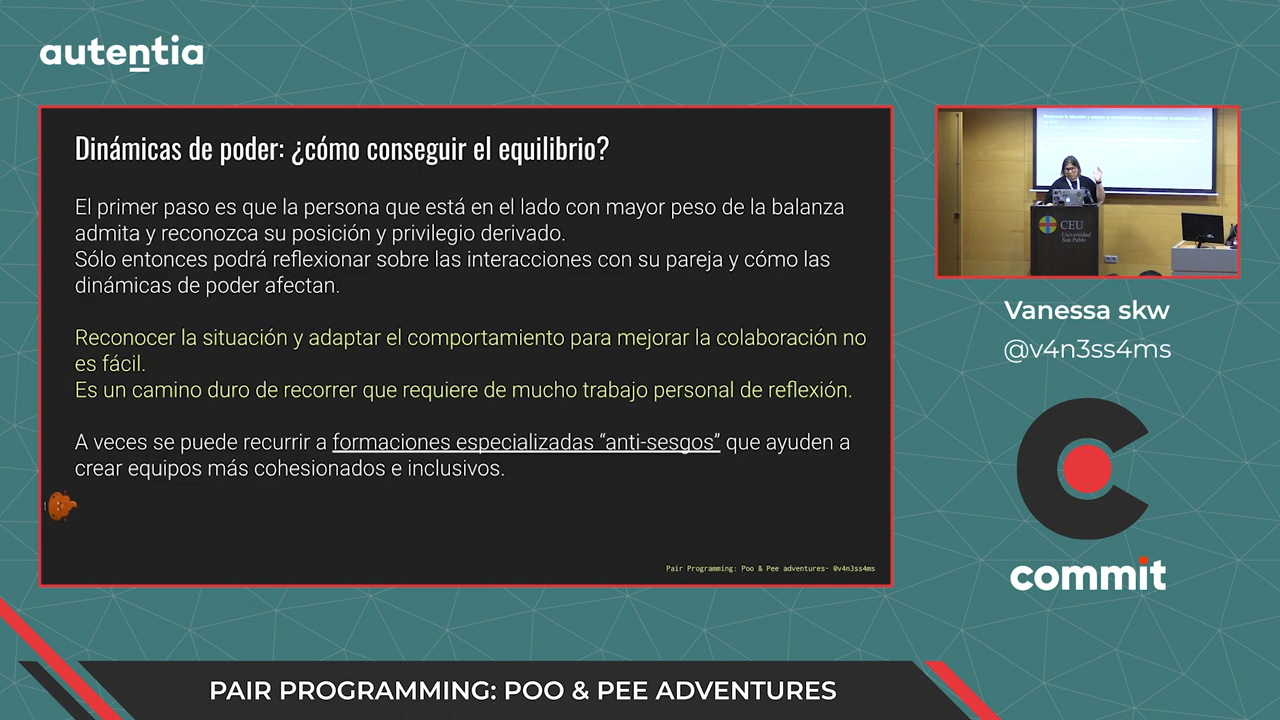 autentia
Dinámicas de poder: ¿cómo conseguir el equilibrio?
El primer paso es que la persona que está en el lado con mayor peso de la balanza
admita y reconozca su posición y privilegio derivado.
Sólo entonces podrá reflexionar sobre las interacciones con su pareja y cómo las
dinámicas de poder afectan.
Reconocer la situación y adaptar el comportamiento para mejorar la colaboración no
es fácil.
Es un camino duro de recorrer que requiere de mucho trabajo personal de reflexión.
A veces se puede recurrir a formaciones especializadas “anti-sesgos” que ayuden a
crear equipos más cohesionados e inclusivos.
Pair Programming: Poo & Pee adventures- @v4n3ss4ms
CEU
Universidad
San Pablo
Vanessa skw
@v4n3ss4ms
commit
PAIR PROGRAMMING: POO & PEE ADVENTURES